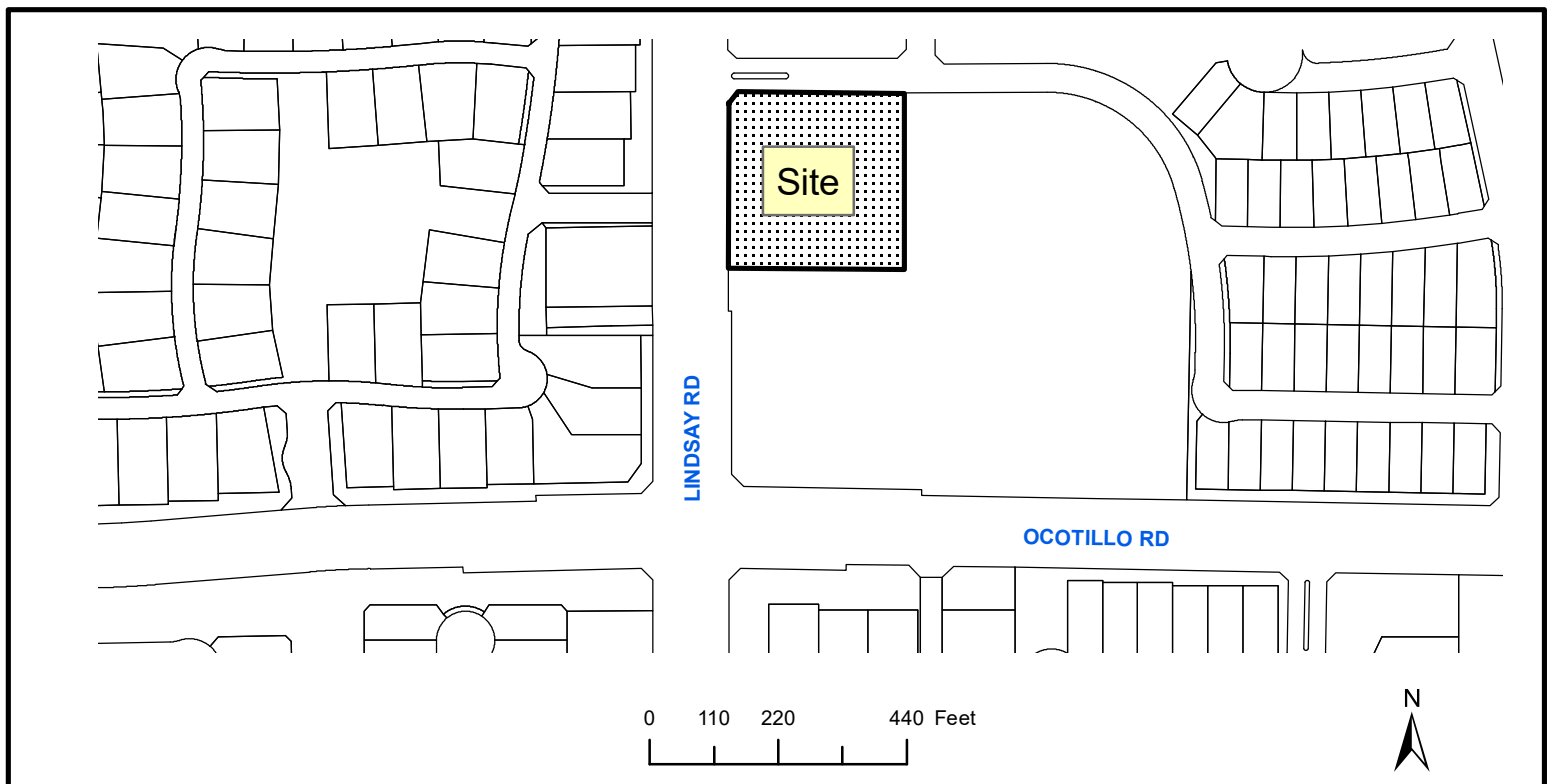 Site
LINDSAY RD
OCOTILLO RD
0 110 220 440 Feet
N